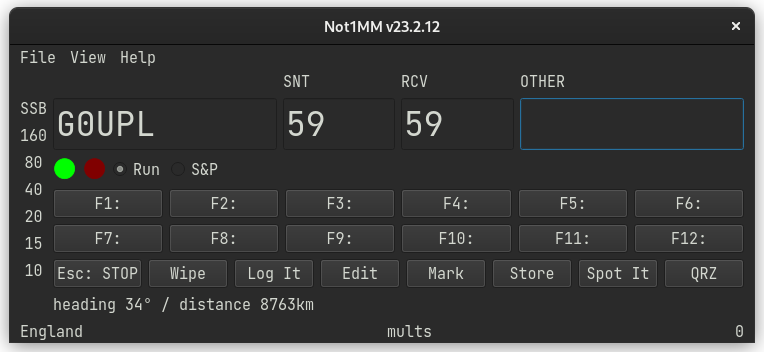 Not1MM v23.2.12 ×
File View Help
SNT RCV OTHER
SSB G0UPL 59 59
160
80 Run S&P
40 F1: F2: F3: F4: F5: F6:
20
15 F7: F8: F9: F10: F11: F12:
10 Esc: STOP Wipe Log It Edit Mark Store Spot It QRZ
heading 34° / distance 8763km
England mults 0